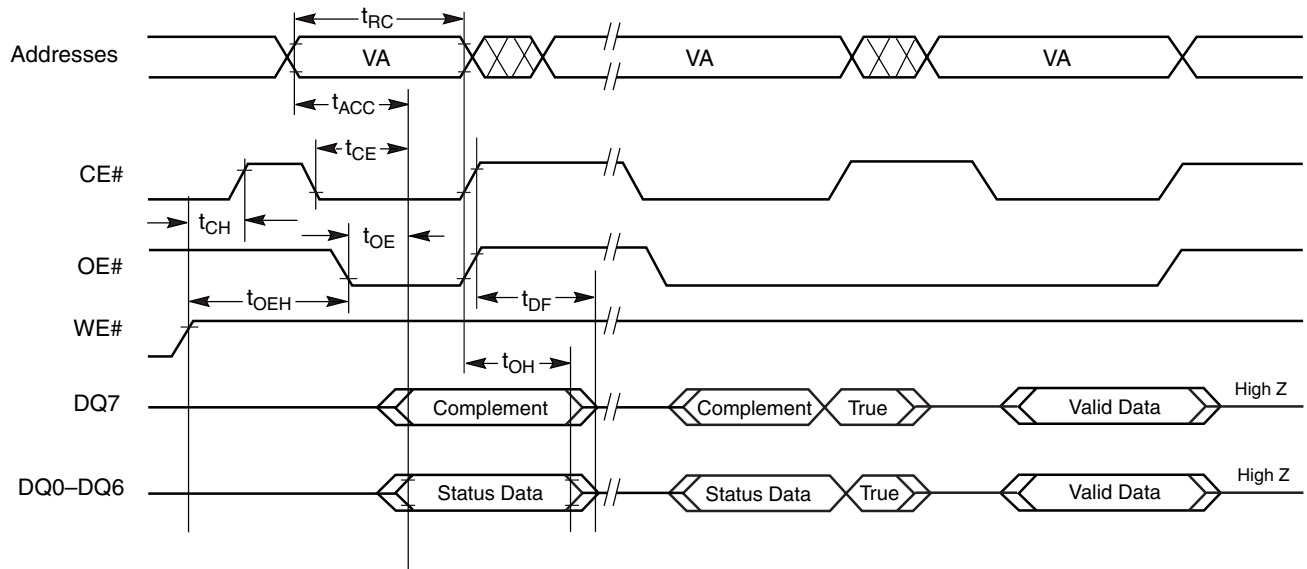 tRC
Addresses VA VA VA
tACC
tCE
CE#
tCH tOE
OE#
tOEH tDF
WE#
tOH
DQ7 Complement Complement True Valid Data High Z
DQ0–DQ6 Status Data Status Data True Valid Data High Z